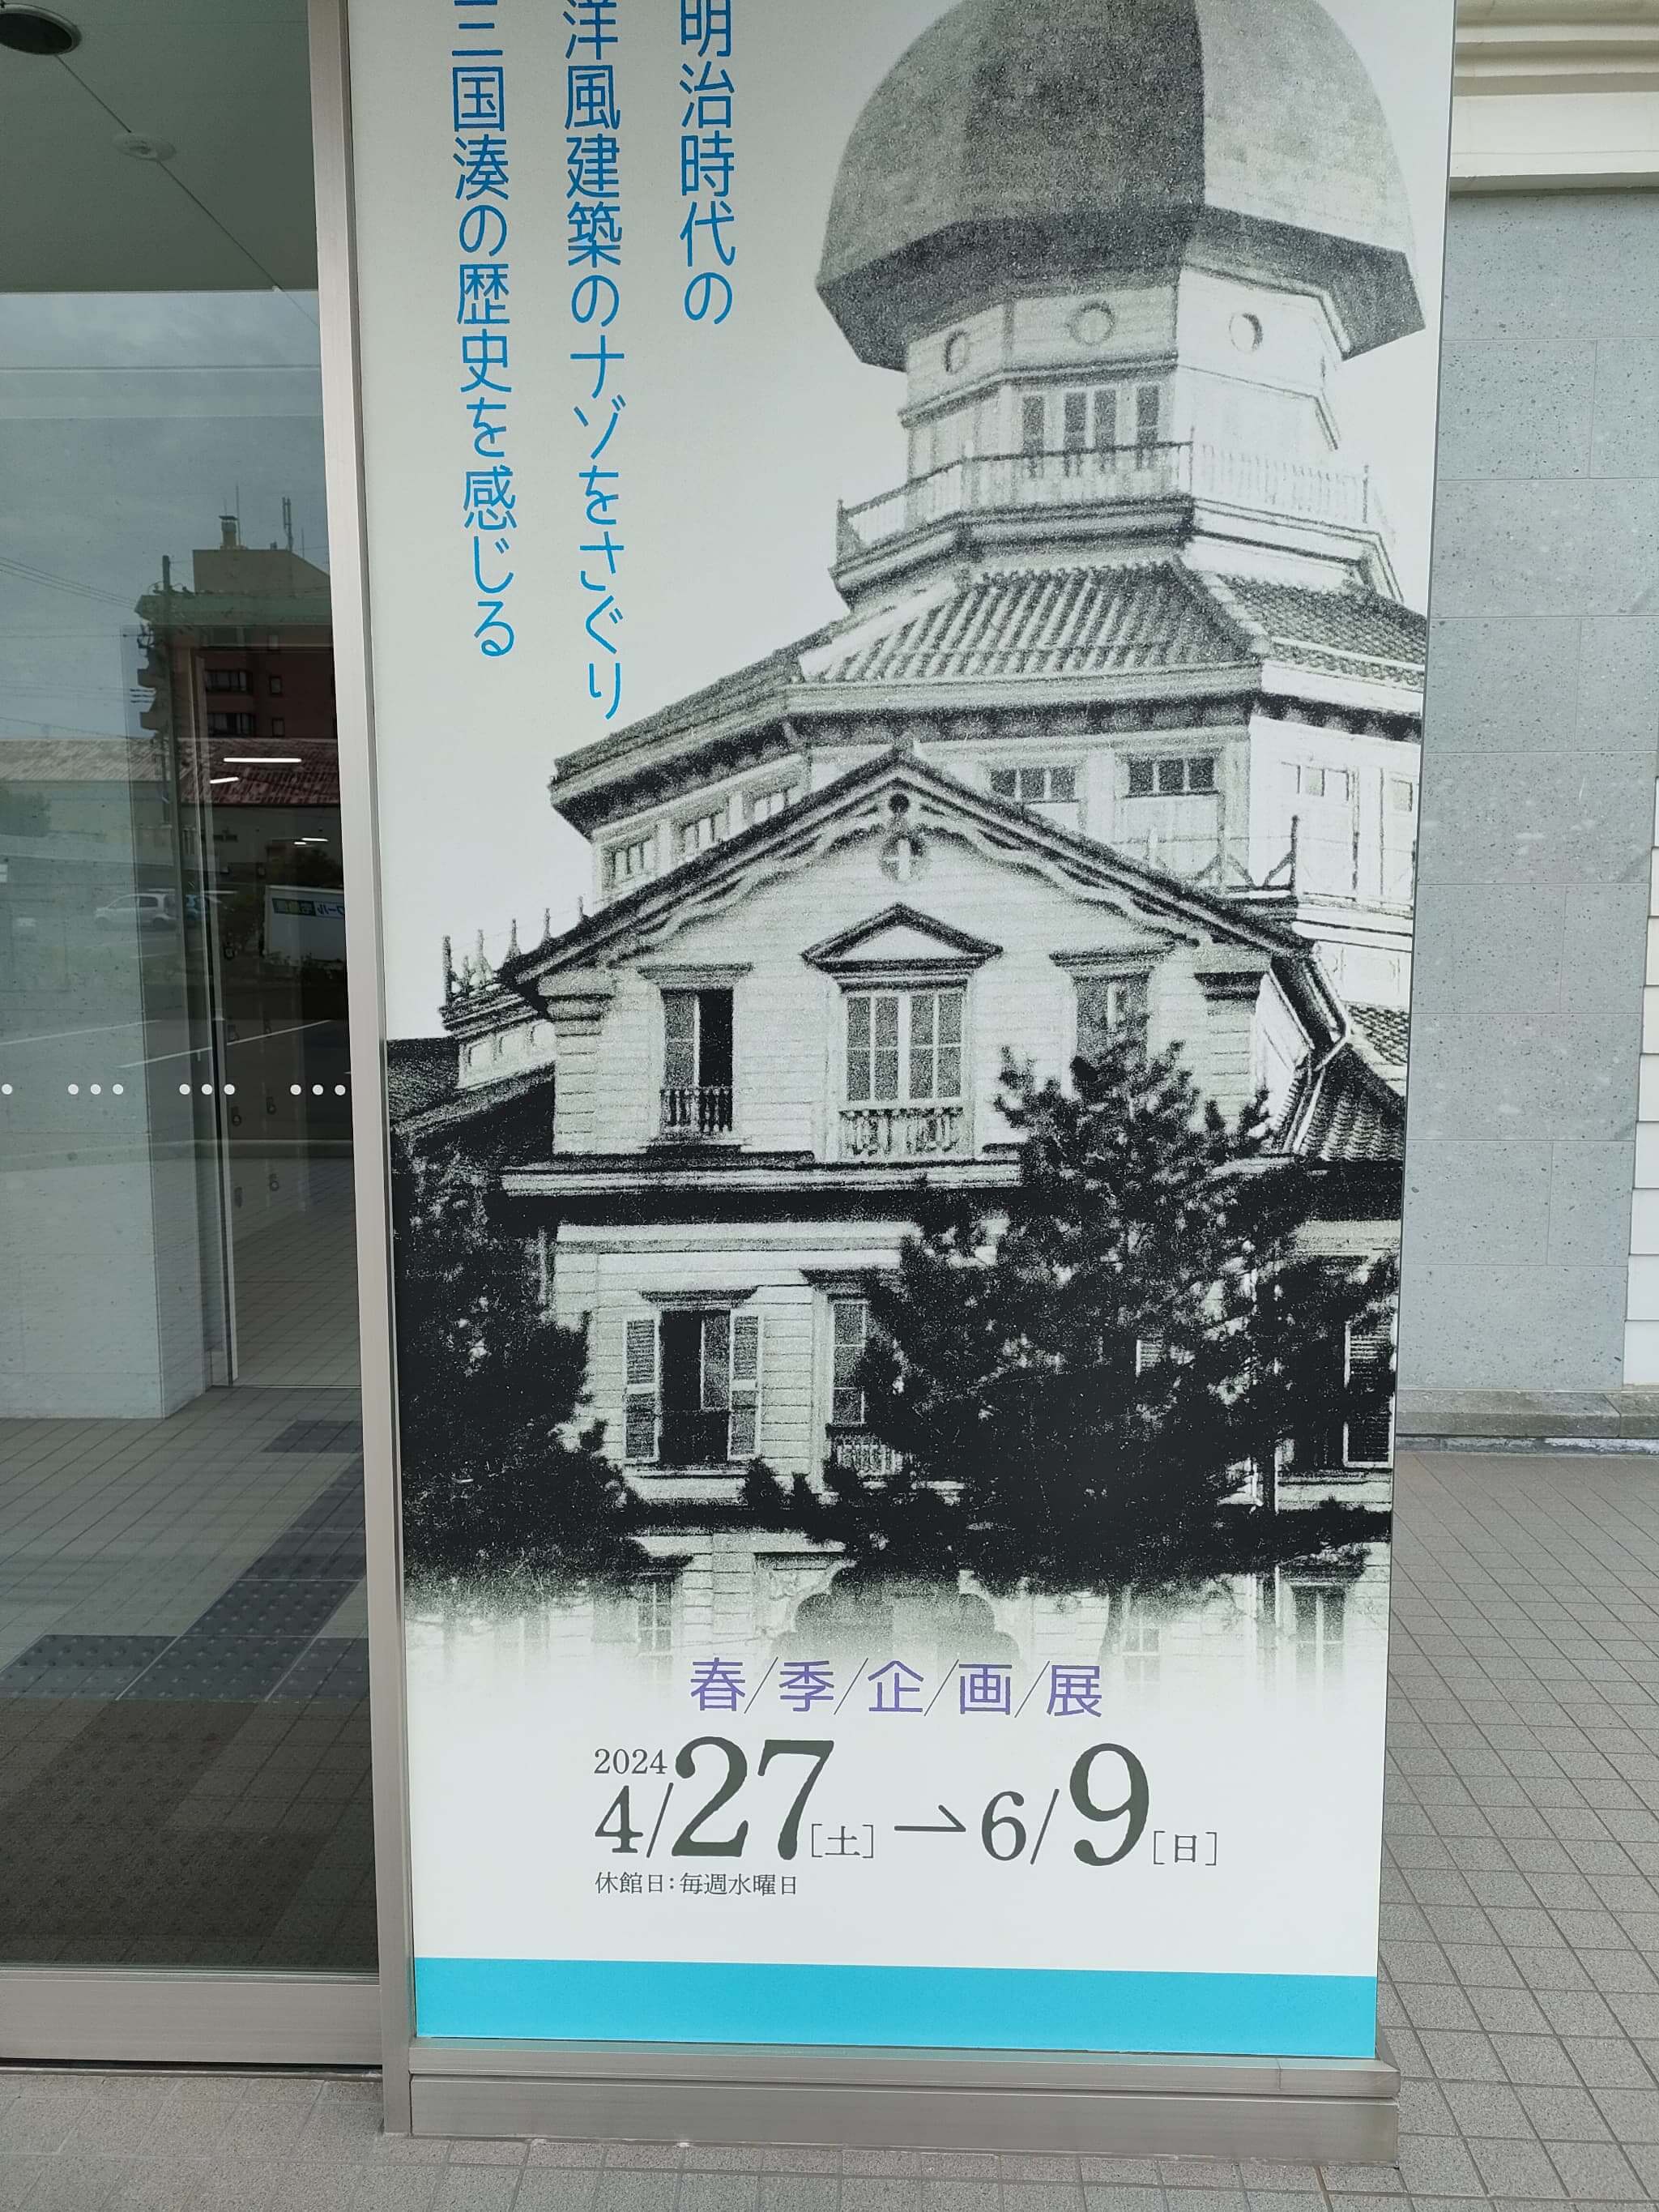 明治時代の
洋風建築のナゾをさぐり
三国湊の歴史を感じる
春/季/企/画/展
2024
4/27[土]→6/9[日]
休館日:毎週水曜日